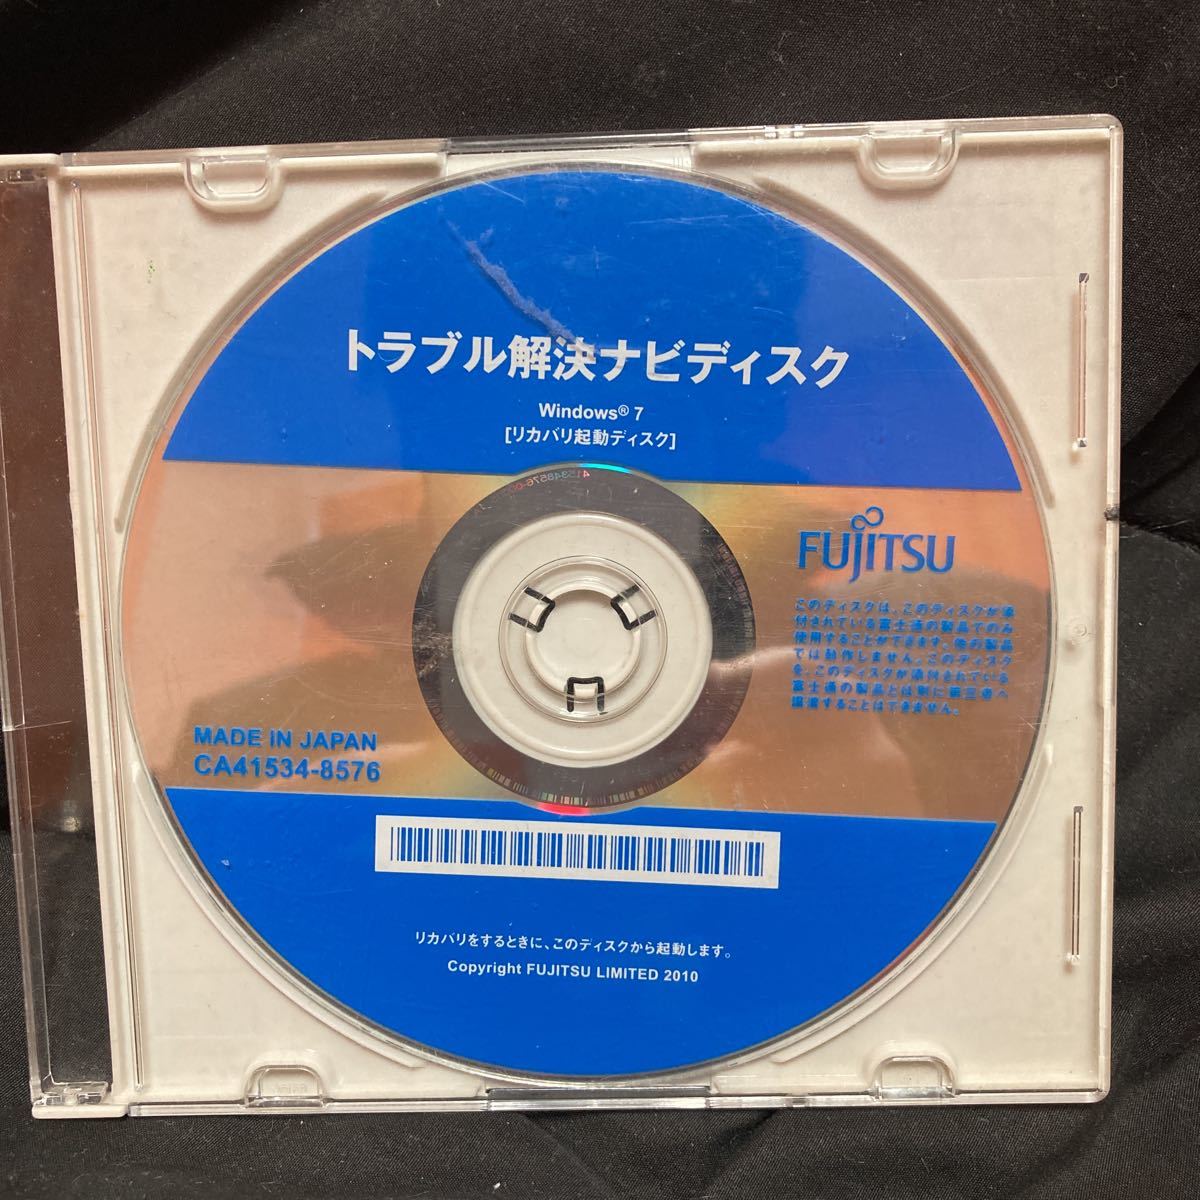 トラブル解決ナビディスク
Windows® 7
[リカバリ起動ディスク]
FUJITSU
このディスクは、このディスクが添
付されている富士通の製品でのみ
使用することができます。他の製品
では動作しません。このディスク
を、このディスクが添付されている
富士通の製品とは別に第三者へ
譲渡することはできません。
MADE IN JAPAN
CA41534-8576
リカバリをするときに、このディスクから起動します。
Copyright FUJITSU LIMITED 2010